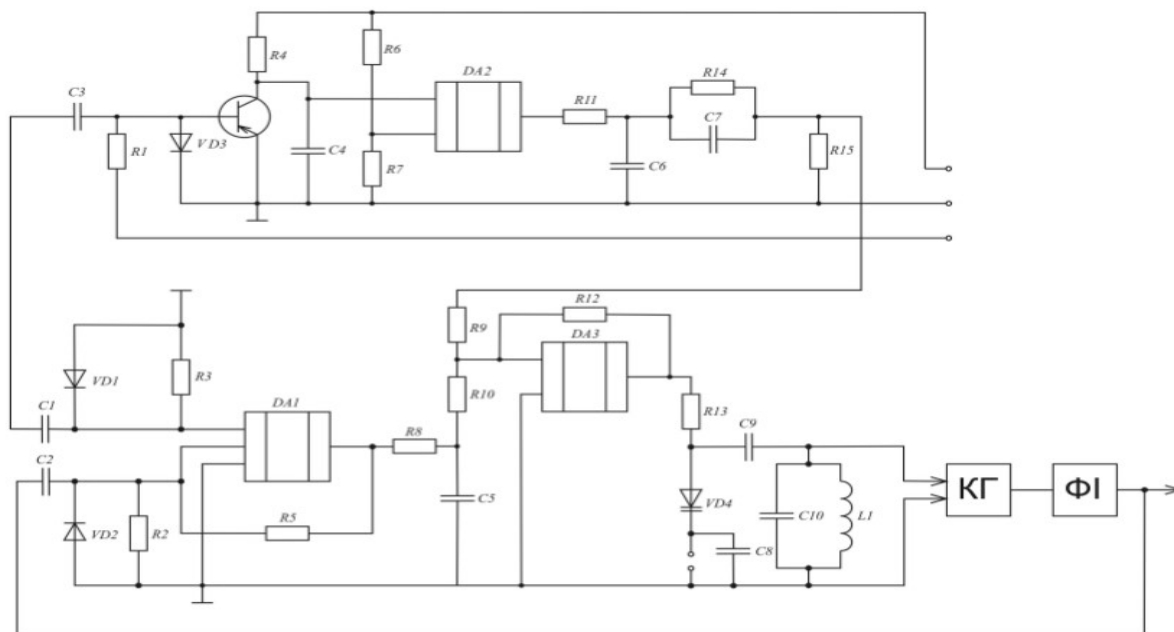 R4
R6
DA2
R14
C3
R11
C7
R1
VD3
C4
R7
C6
R15
R12
R9
DA3
VD1
R3
R10
C1
DA1
R13
C9
R8
C2
КГ
ФІ
C5
VD4
C10
L1
VD2
R2
R5
C8